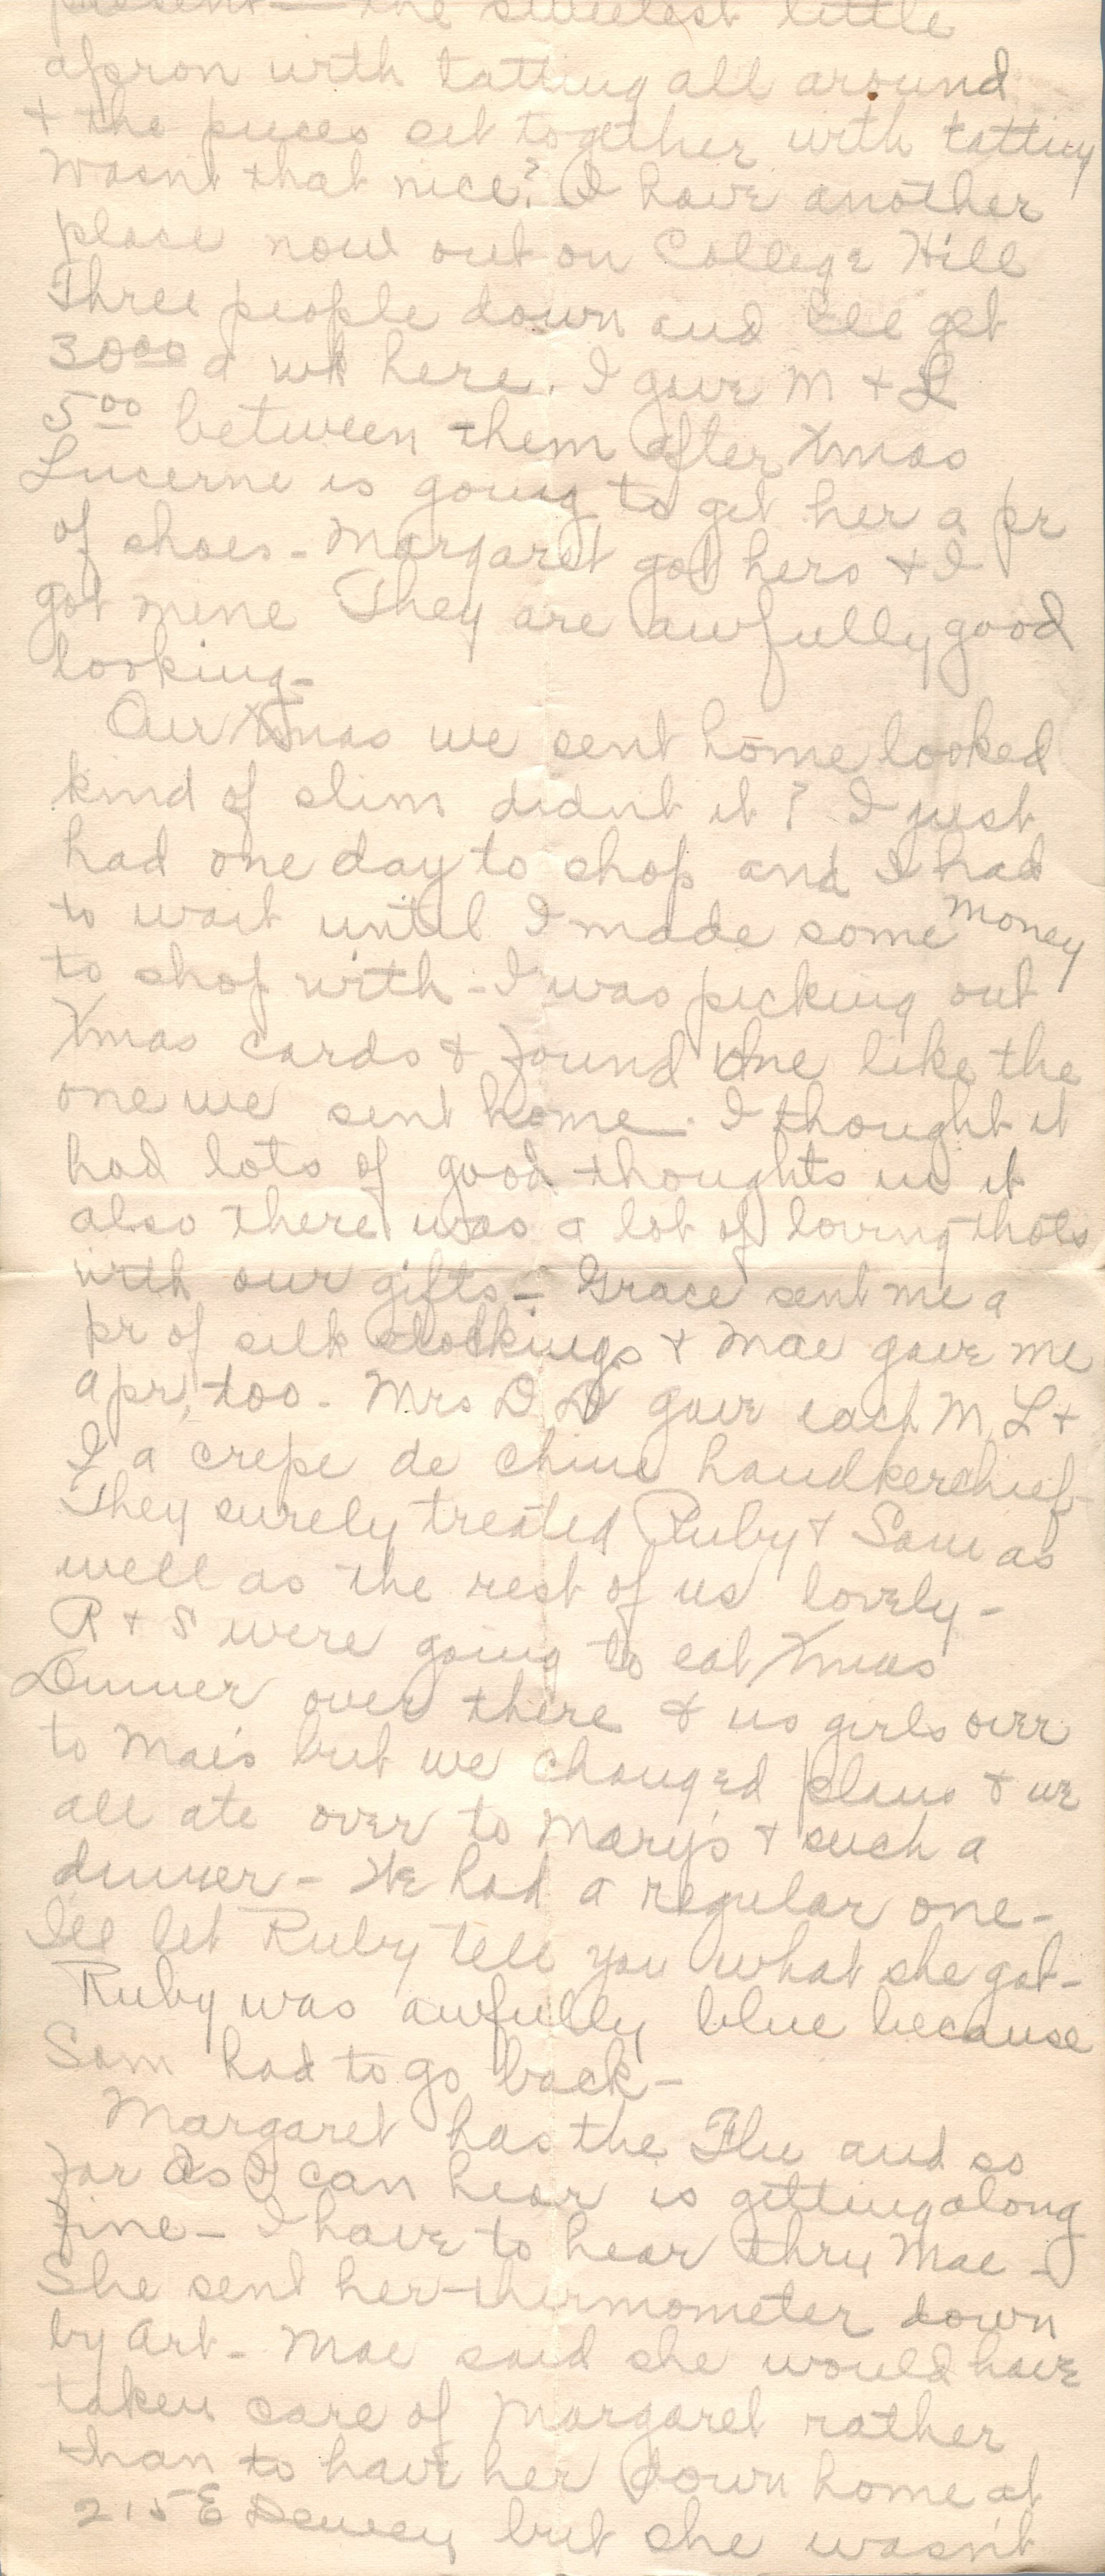 present — the sweetest little
apron with tatting all around
+ the pieces set together with tatting
Wasnt that nice? I have another
place now out on College Hill
Three people down and Ill get
30⁰⁰ a wk here. I gave M + L
5⁰⁰ between them after Xmas
Lucerne is going to get her a pr
of shoes - Margaret got hers + I
got mine They are awfully good
looking -
Our Xmas we sent home looked
kind of slim didnt it? I just
had one day to shop and I had
to wait until I made some money
to shop with - I was picking out
Xmas cards & found one like the
one we sent home. I thought it
had lots of good thoughts in it
also there was a lot of loving thots
with our gifts - Grace sent me a
pr of silk stockings + Mae gave me
a pr, too - Mrs D gave each M, L +
I a crepe de chine handkerchief -
They surely treated Ruby + Sam as
well as the rest of us lovely -
R + S were going to eat Xmas
Dinner over there & us girls over
to Maes but we changed plans & we
all ate over to Marys + such a
dinner - We had a regular one -
Ill let Ruby tell you what she got -
Ruby was awfully blue because
Sam had to go back -
Margaret has the Flu and so
far as I can hear is getting along
fine - I have to hear thru Mae -
She sent her thermometer down
by Art - Mae said she would have
taken care of Margaret rather
than to have her down home at
215 E Dewey but she wasnt